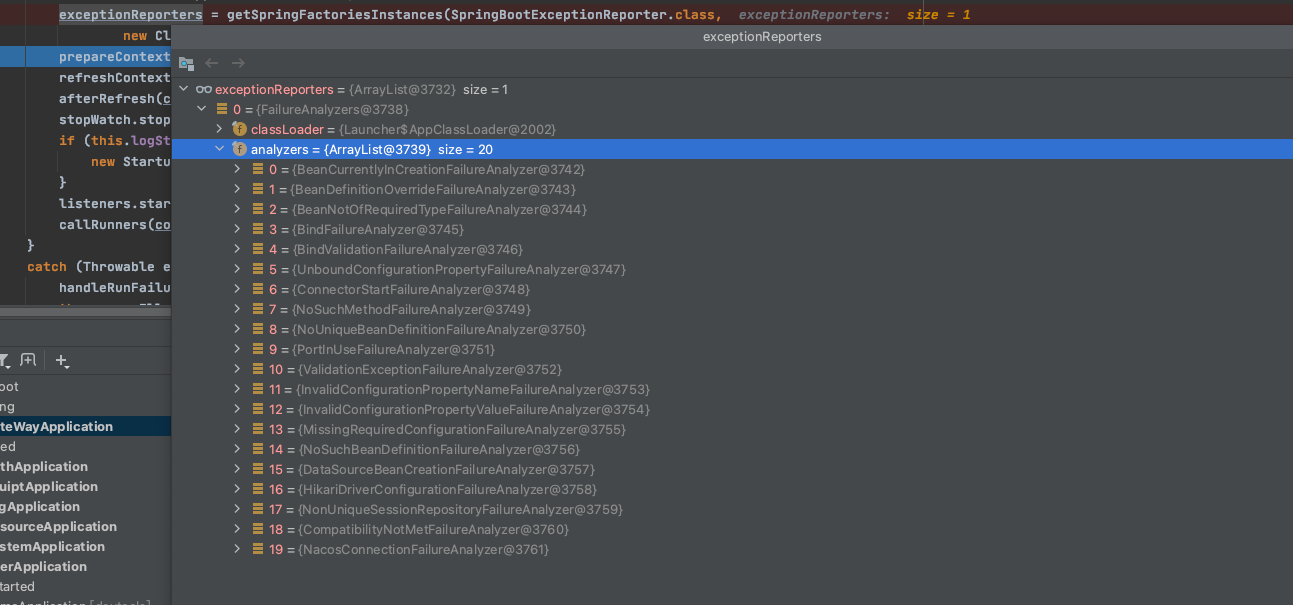 exceptionReporters = getSpringFactoriesInstances(SpringBootExceptionReporter.class, exceptionReporters: size = 1
new Cl
exceptionReporters
prepareContext
refreshContext
afterRefresh(c
stopWatch.stop
if (this.logSt
new Startu
}
listeners.star
callRunners(co
}
catch (Throwable e
handleRunFailu
exceptionReporters = {ArrayList@3732} size = 1
0 = {FailureAnalyzers@3738}
classLoader = {Launcher$AppClassLoader@2002}
analyzers = {ArrayList@3739} size = 20
0 = {BeanCurrentlyInCreationFailureAnalyzer@3742}
1 = {BeanDefinitionOverrideFailureAnalyzer@3743}
2 = {BeanNotOfRequiredTypeFailureAnalyzer@3744}
3 = {BindFailureAnalyzer@3745}
4 = {BindValidationFailureAnalyzer@3746}
5 = {UnboundConfigurationPropertyFailureAnalyzer@3747}
6 = {ConnectorStartFailureAnalyzer@3748}
7 = {NoSuchMethodFailureAnalyzer@3749}
8 = {NoUniqueBeanDefinitionFailureAnalyzer@3750}
9 = {PortInUseFailureAnalyzer@3751}
10 = {ValidationExceptionFailureAnalyzer@3752}
11 = {InvalidConfigurationPropertyNameFailureAnalyzer@3753}
12 = {InvalidConfigurationPropertyValueFailureAnalyzer@3754}
13 = {MissingRequiredConfigurationFailureAnalyzer@3755}
14 = {NoSuchBeanDefinitionFailureAnalyzer@3756}
15 = {DataSourceBeanCreationFailureAnalyzer@3757}
16 = {HikariDriverConfigurationFailureAnalyzer@3758}
17 = {NonUniqueSessionRepositoryFailureAnalyzer@3759}
18 = {CompatibilityNotMetFailureAnalyzer@3760}
19 = {NacosConnectionFailureAnalyzer@3761}
oot
ng
teWayApplication
ed
thApplication
uiptApplication
gApplication
sourceApplication
stemApplication
erApplication
tarted